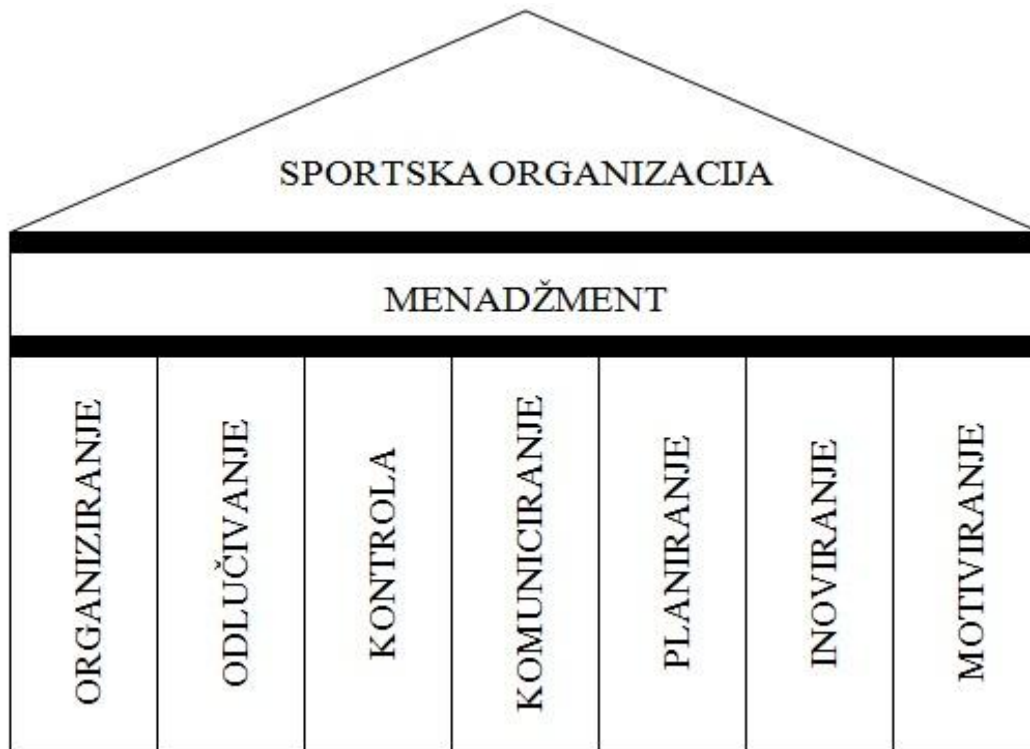 SPORTSKA ORGANIZACIJA
MENADŽMENT
ORGANIZIRANJE
ODLUČIVANJE
KONTROLA
KOMUNICIRANJE
PLANIRANJE
INOVIRANJE
MOTIVIRANJE